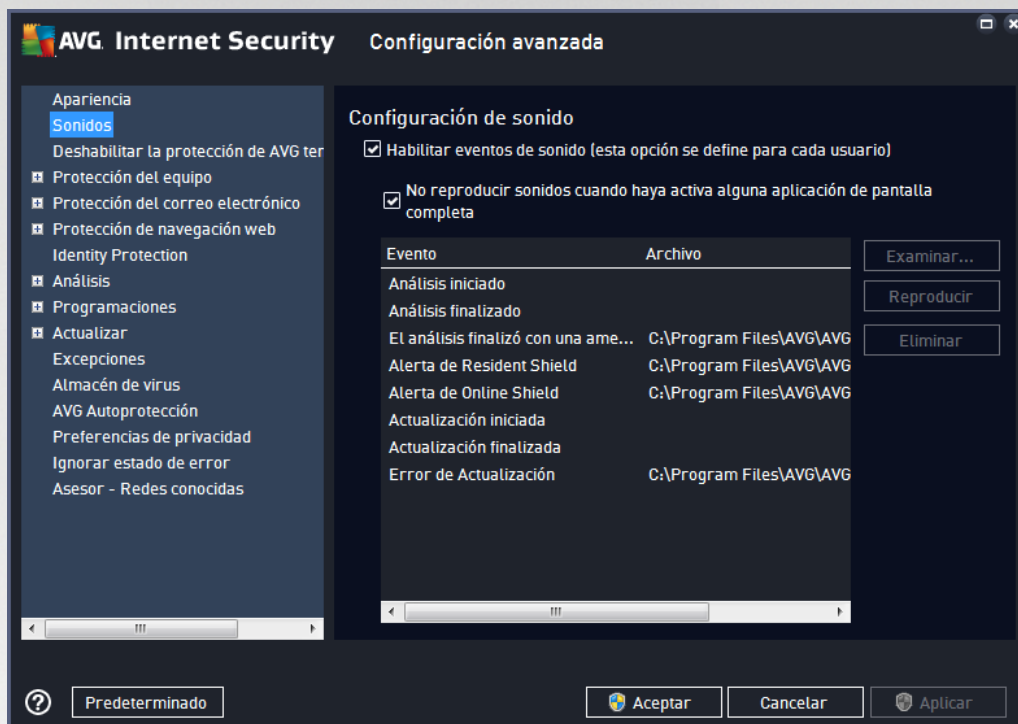 AVG. Internet Security Configuración avanzada
Apariencia
Sonidos
Deshabilitar la protección de AVG ter
Protección del equipo
Protección del correo electrónico
Protección de navegación web
Identity Protection
Análisis
Programaciones
Actualizar
Excepciones
Almacén de virus
AVG Autoprotección
Preferencias de privacidad
Ignorar estado de error
Asesor - Redes conocidas
Configuración de sonido
Habilitar eventos de sonido (esta opción se define para cada usuario)
No reproducir sonidos cuando haya activa alguna aplicación de pantalla
completa
Evento Archivo
Análisis iniciado
Análisis finalizado
El análisis finalizó con una ame... C:\Program Files\AVG\AVG
Alerta de Resident Shield C:\Program Files\AVG\AVG
Alerta de Online Shield C:\Program Files\AVG\AVG
Actualización iniciada
Actualización finalizada
Error de Actualización C:\Program Files\AVG\AVG
Examinar...
Reproducir
Eliminar
Predeterminado
Aceptar
Cancelar
Aplicar